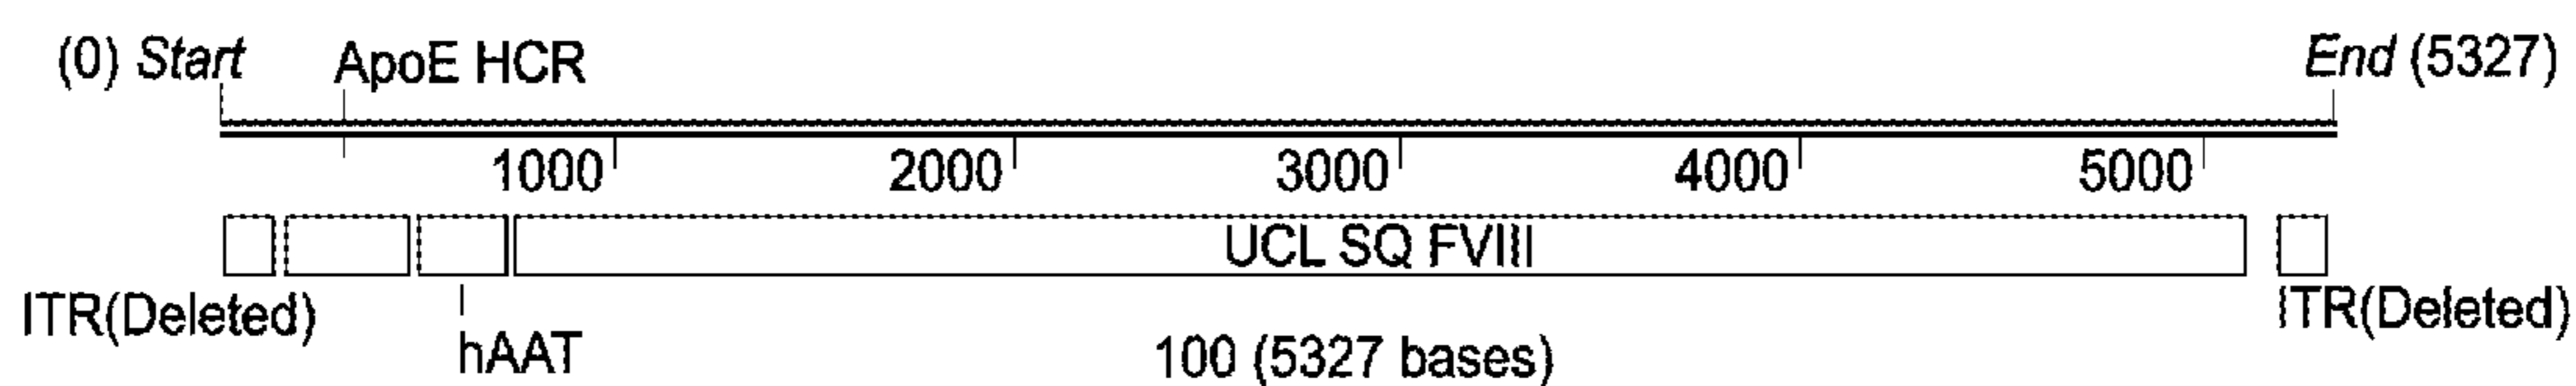 (0) Start ApoE HCR End (5327)
1000 2000 3000 4000 5000
UCL SQ FVIII
ITR(Deleted) ITR(Deleted)
hAAT 100 (5327 bases)